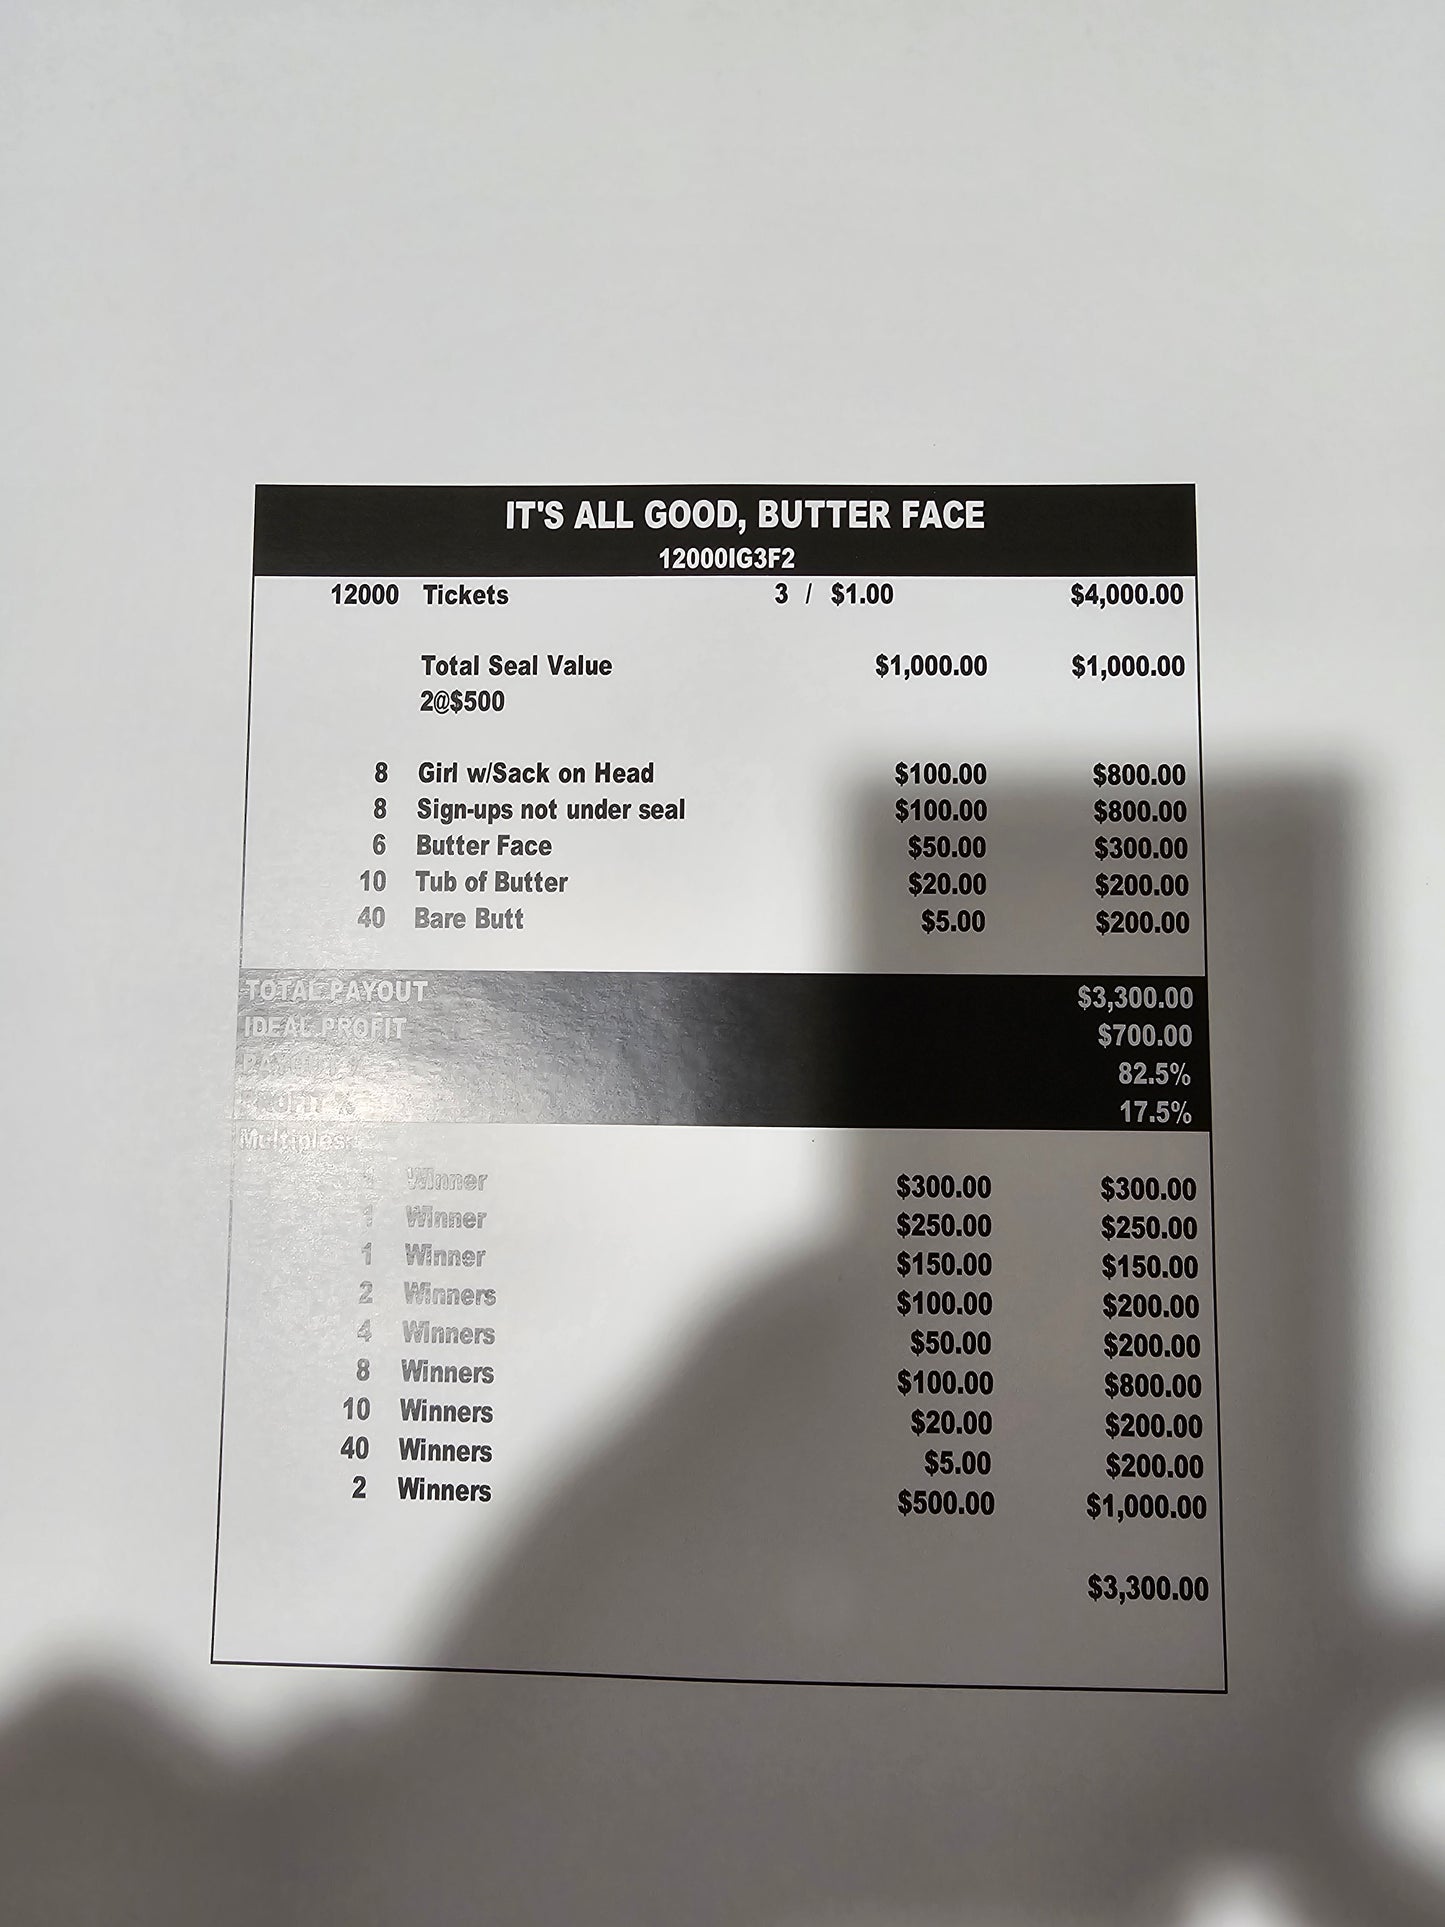 IT'S ALL GOOD, BUTTER FACE
12000IG3F2
12000 Tickets 3 / $1.00 $4,000.00
Total Seal Value $1,000.00 $1,000.00
2@$500
8 Girl w/Sack on Head $100.00 $800.00
8 Sign-ups not under seal $100.00 $800.00
6 Butter Face $50.00 $300.00
10 Tub of Butter $20.00 $200.00
40 Bare Butt $5.00 $200.00
TOTAL PAYOUT $3,300.00
IDEAL PROFIT $700.00
PAYOUT % 82.5%
PROFIT % 17.5%
Multiples:
1 Winner $300.00 $300.00
1 Winner $250.00 $250.00
1 Winner $150.00 $150.00
2 Winners $100.00 $200.00
4 Winners $50.00 $200.00
8 Winners $100.00 $800.00
10 Winners $20.00 $200.00
40 Winners $5.00 $200.00
2 Winners $500.00 $1,000.00
$3,300.00